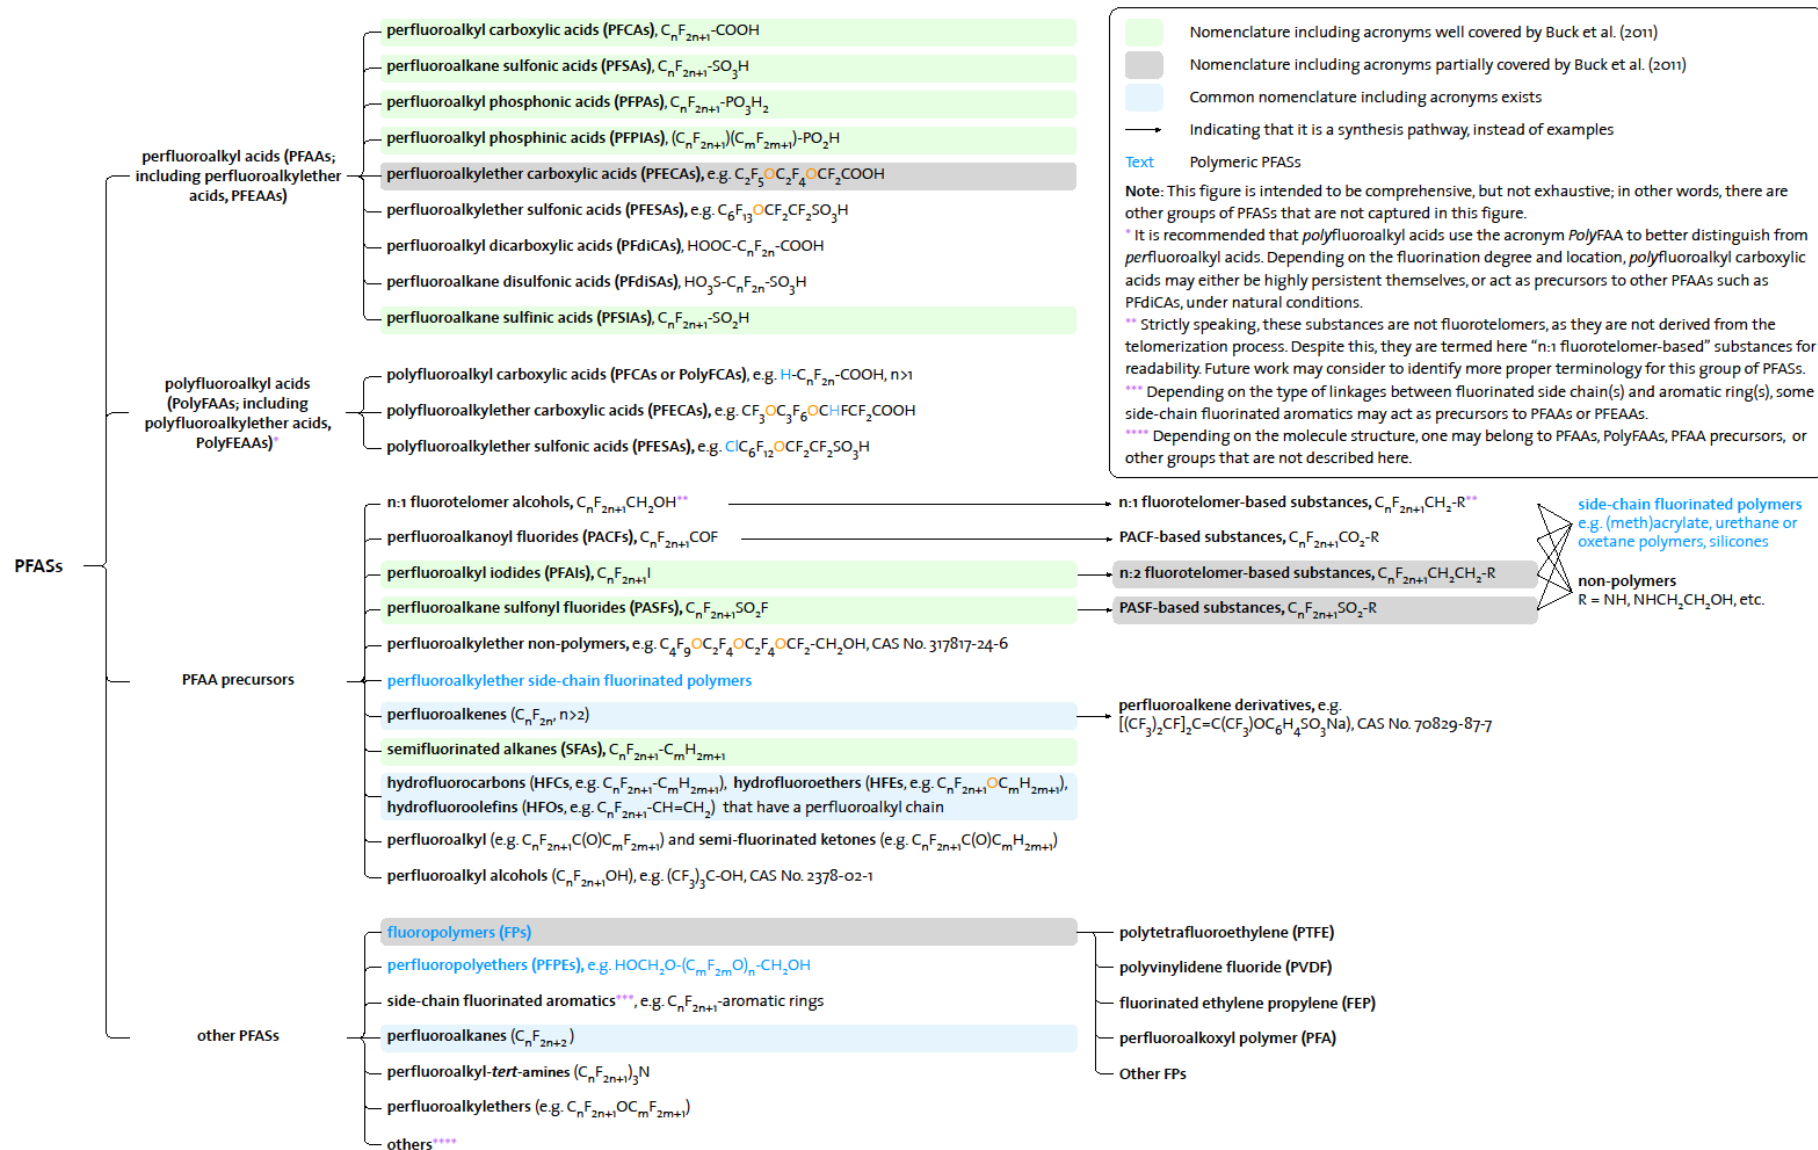 PFASs
perfluoroalkyl acids (PFAAs;
including perfluoroalkylether
acids, PFEAAs)
perfluoroalkyl carboxylic acids (PFCAs), CₙF₂ₙ₊₁-COOH
perfluoroalkane sulfonic acids (PFSAs), CₙF₂ₙ₊₁-SO₃H
perfluoroalkyl phosphonic acids (PFPAs), CₙF₂ₙ₊₁-PO₃H₂
perfluoroalkyl phosphinic acids (PFPIAs), (CₙF₂ₙ₊₁)(CₘF₂ₘ₊₁)-PO₂H
perfluoroalkylether carboxylic acids (PFECAs), e.g. C₂F₅OC₂F₄OCF₂COOH
perfluoroalkylether sulfonic acids (PFESAs), e.g. C₆F₁₃OCF₂CF₂SO₃H
perfluoroalkyl dicarboxylic acids (PFdiCAs), HOOC-CₙF₂ₙ-COOH
perfluoroalkane disulfonic acids (PFdiSAs), HO₃S-CₙF₂ₙ-SO₃H
perfluoroalkane sulfinic acids (PFSIAs), CₙF₂ₙ₊₁-SO₂H
polyfluoroalkyl acids
(PolyFAAs; including
polyfluoroalkylether acids,
PolyFEAAs)*
polyfluoroalkyl carboxylic acids (PFCAs or PolyFCAs), e.g. H-CₙF₂ₙ-COOH, n>1
polyfluoroalkylether carboxylic acids (PFECAs), e.g. CF₃OC₃F₆OCHFCF₂COOH
polyfluoroalkylether sulfonic acids (PFESAs), e.g. ClC₆F₁₂OCF₂CF₂SO₃H
PFAA precursors
n:1 fluorotelomer alcohols, CₙF₂ₙ₊₁CH₂OH**
n:1 fluorotelomer-based substances, CₙF₂ₙ₊₁CH₂-R**
perfluoroalkanoyl fluorides (PACFs), CₙF₂ₙ₊₁COF
PACF-based substances, CₙF₂ₙ₊₁CO₂-R
perfluoroalkyl iodides (PFAIs), CₙF₂ₙ₊₁I
n:2 fluorotelomer-based substances, CₙF₂ₙ₊₁CH₂CH₂-R
perfluoroalkane sulfonyl fluorides (PASFs), CₙF₂ₙ₊₁SO₂F
PASF-based substances, CₙF₂ₙ₊₁SO₂-R
side-chain fluorinated polymers
e.g. (meth)acrylate, urethane or
oxetane polymers, silicones
non-polymers
R = NH, NHCH₂CH₂OH, etc.
perfluoroalkylether non-polymers, e.g. C₄F₉OC₂F₄OC₂F₄OCF₂-CH₂OH, CAS No. 317817-24-6
perfluoroalkylether side-chain fluorinated polymers
perfluoroalkenes (CₙF₂ₙ, n>2)
perfluoroalkene derivatives, e.g.
[((CF₃)₂CF]₂C=C(CF₃)OC₆H₄SO₃Na), CAS No. 70829-87-7
semifluorinated alkanes (SFAs), CₙF₂ₙ₊₁-CₘH₂ₘ₊₁
hydrofluorocarbons (HFCs, e.g. CₙF₂ₙ₊₁-CₘH₂ₘ₊₁), hydrofluoroethers (HFEs, e.g. CₙF₂ₙ₊₁OCₘH₂ₘ₊₁),
hydrofluoroolefins (HFOs, e.g. CₙF₂ₙ₊₁-CH=CH₂) that have a perfluoroalkyl chain
perfluoroalkyl (e.g. CₙF₂ₙ₊₁C(O)CₘF₂ₘ₊₁) and semi-fluorinated ketones (e.g. CₙF₂ₙ₊₁C(O)CₘH₂ₘ₊₁)
perfluoroalkyl alcohols (CₙF₂ₙ₊₁OH), e.g. (CF₃)₃C-OH, CAS No. 2378-02-1
other PFASs
fluoropolymers (FPs)
perfluoropolyethers (PFPEs), e.g. HOCH₂O-(CₘF₂ₘO)ₙ-CH₂OH
side-chain fluorinated aromatics***, e.g. CₙF₂ₙ₊₁-aromatic rings
perfluoroalkanes (CₙF₂ₙ₊₂)
perfluoroalkyl-tert-amines (CₙF₂ₙ₊₁)₃N
perfluoroalkylethers (e.g. CₙF₂ₙ₊₁OCₘF₂ₘ₊₁)
others****
polytetrafluoroethylene (PTFE)
polyvinylidene fluoride (PVDF)
fluorinated ethylene propylene (FEP)
perfluoroalkoxyl polymer (PFA)
Other FPs
Nomenclature including acronyms well covered by Buck et al. (2011)
Nomenclature including acronyms partially covered by Buck et al. (2011)
Common nomenclature including acronyms exists
Indicating that it is a synthesis pathway, instead of examples
Text Polymeric PFASs
Note: This figure is intended to be comprehensive, but not exhaustive; in other words, there are
other groups of PFASs that are not captured in this figure.
* It is recommended that polyfluoroalkyl acids use the acronym PolyFAA to better distinguish from
perfluoroalkyl acids. Depending on the fluorination degree and location, polyfluoroalkyl carboxylic
acids may either be highly persistent themselves, or act as precursors to other PFAAs such as
PFdiCAs, under natural conditions.
** Strictly speaking, these substances are not fluorotelomers, as they are not derived from the
telomerization process. Despite this, they are termed here “n:1 fluorotelomer-based” substances for
readability. Future work may consider to identify more proper terminology for this group of PFASs.
*** Depending on the type of linkages between fluorinated side chain(s) and aromatic ring(s), some
side-chain fluorinated aromatics may act as precursors to PFAAs or PFEAAs.
**** Depending on the molecule structure, one may belong to PFAAs, PolyFAAs, PFAA precursors, or
other groups that are not described here.